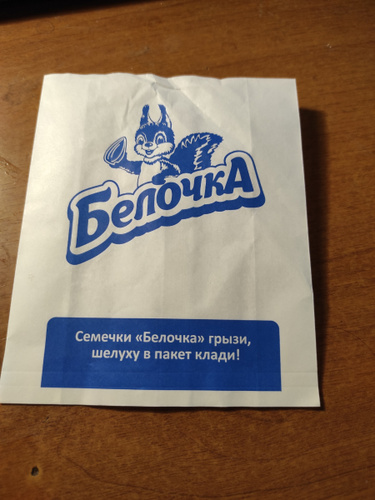 БелочкА
Семечки «Белочка» грызи,
шелуху в пакет клади!